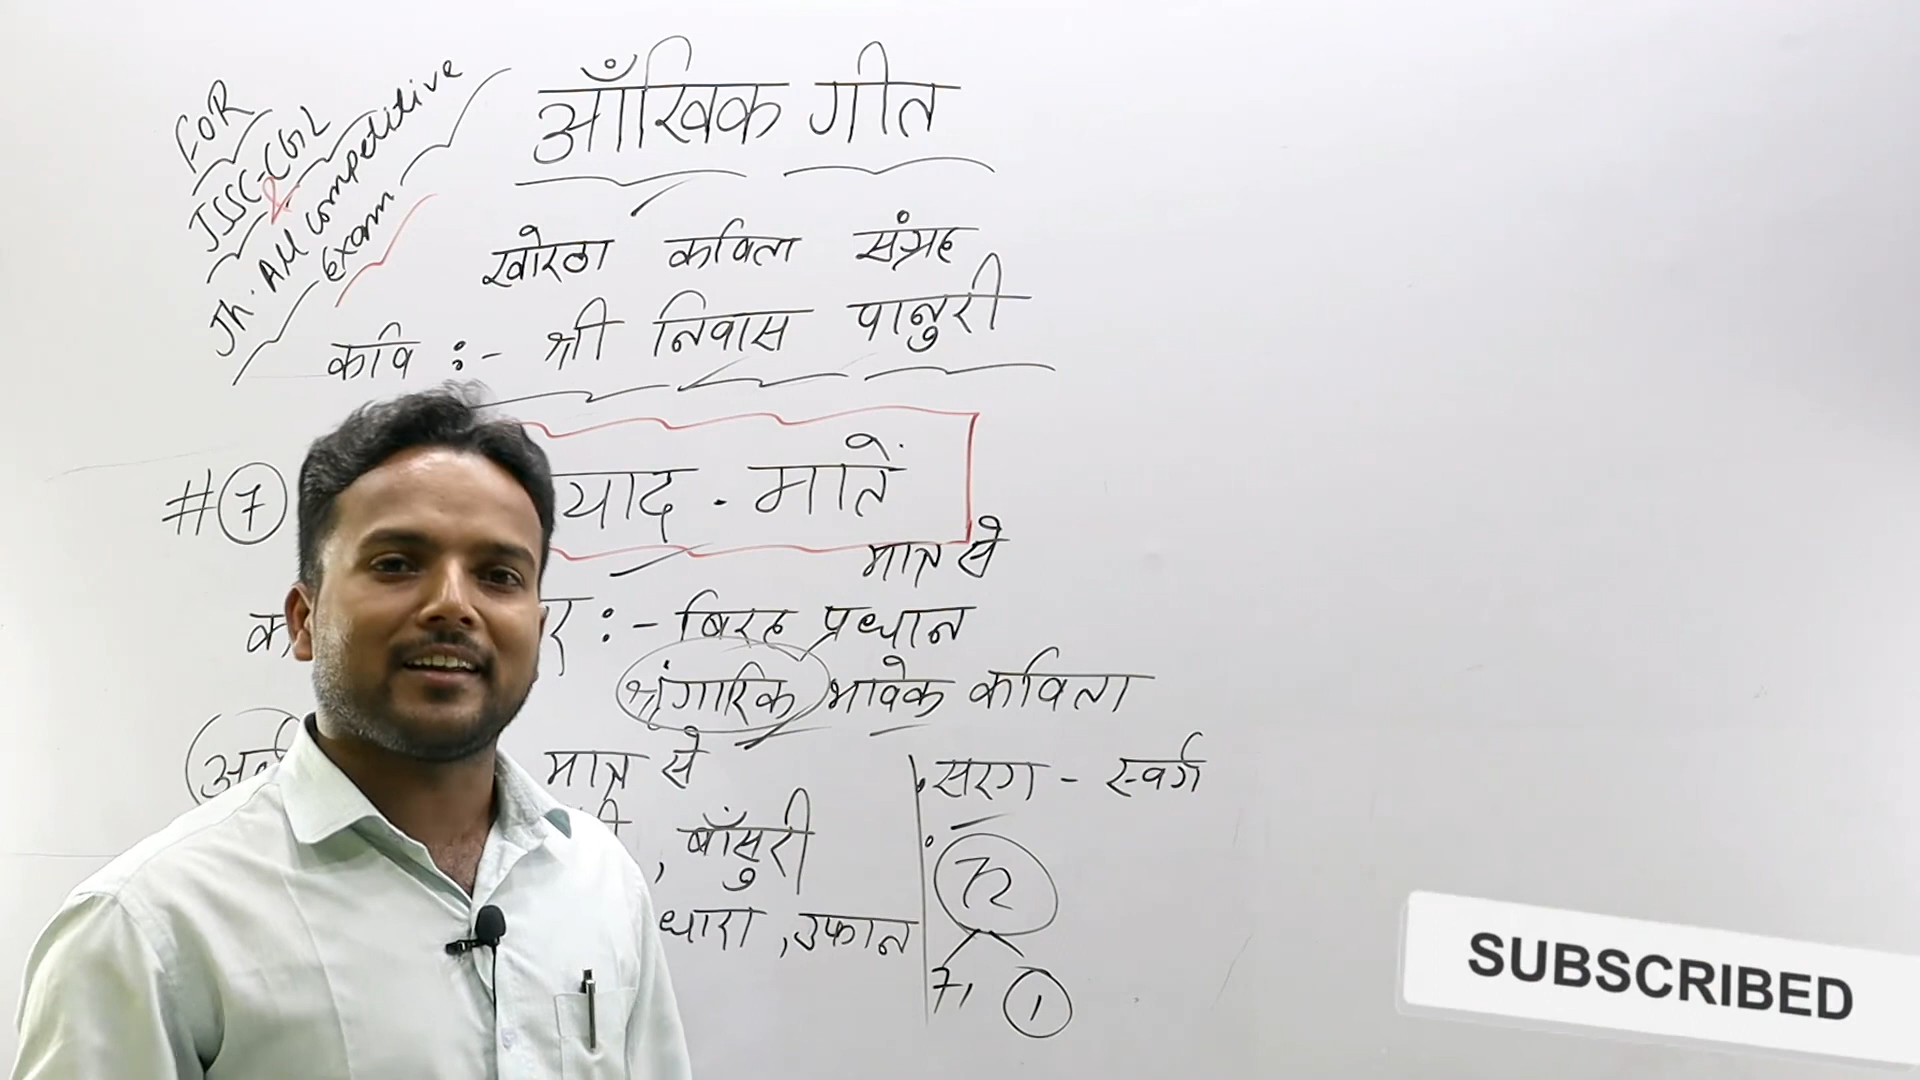 FOR
JSSC-CGL
&
Jh. All competitive
Exam
आँखिक गीत
खोरठा कविता संग्रह
कवि :- श्री निवास पानुरी
#7 याद - मातें
मात्र से
:- बिरह प्रधान
श्रृंगारिक भावेक कविता
मात्र से
, बाँसुरी
धारा , उफान
सरग - स्वर्ग
72
71 1
SUBSCRIBED